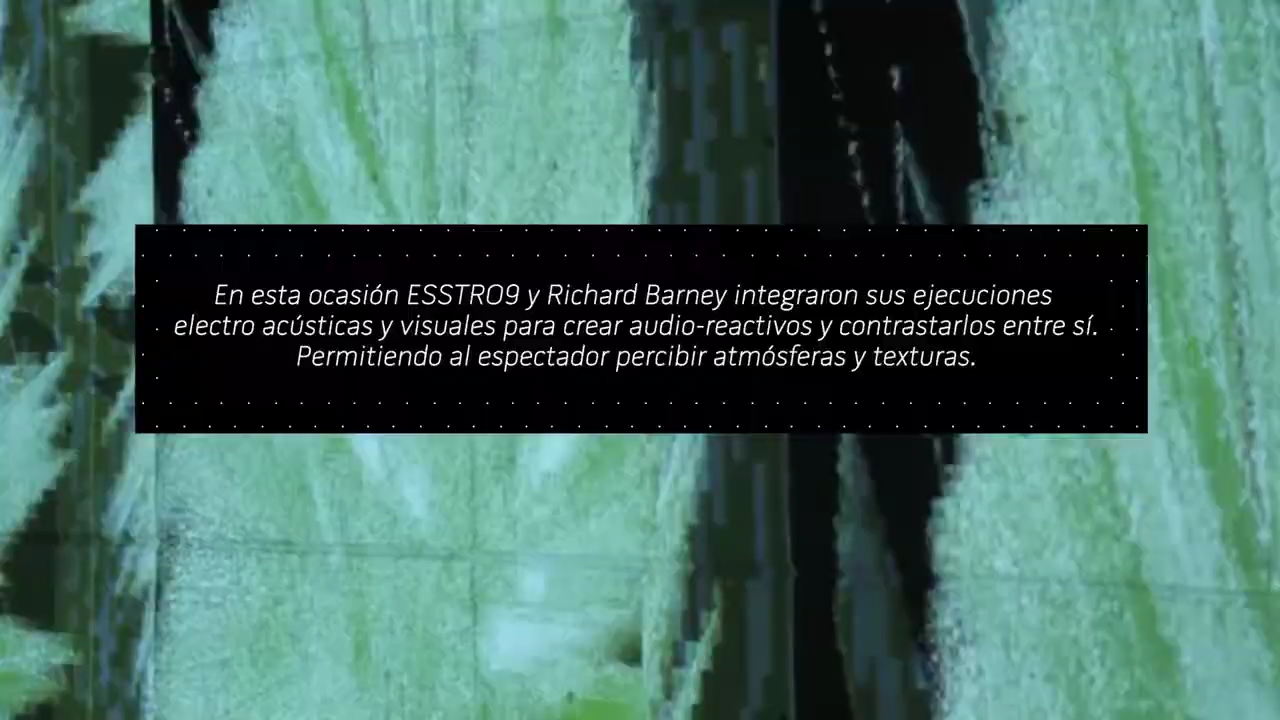 En esta ocasión ESSTRO9 y Richard Barney integraron sus ejecuciones
electro acústicas y visuales para crear audio-reactivos y contrastarlos entre sí.
Permitiendo al espectador percibir atmósferas y texturas.